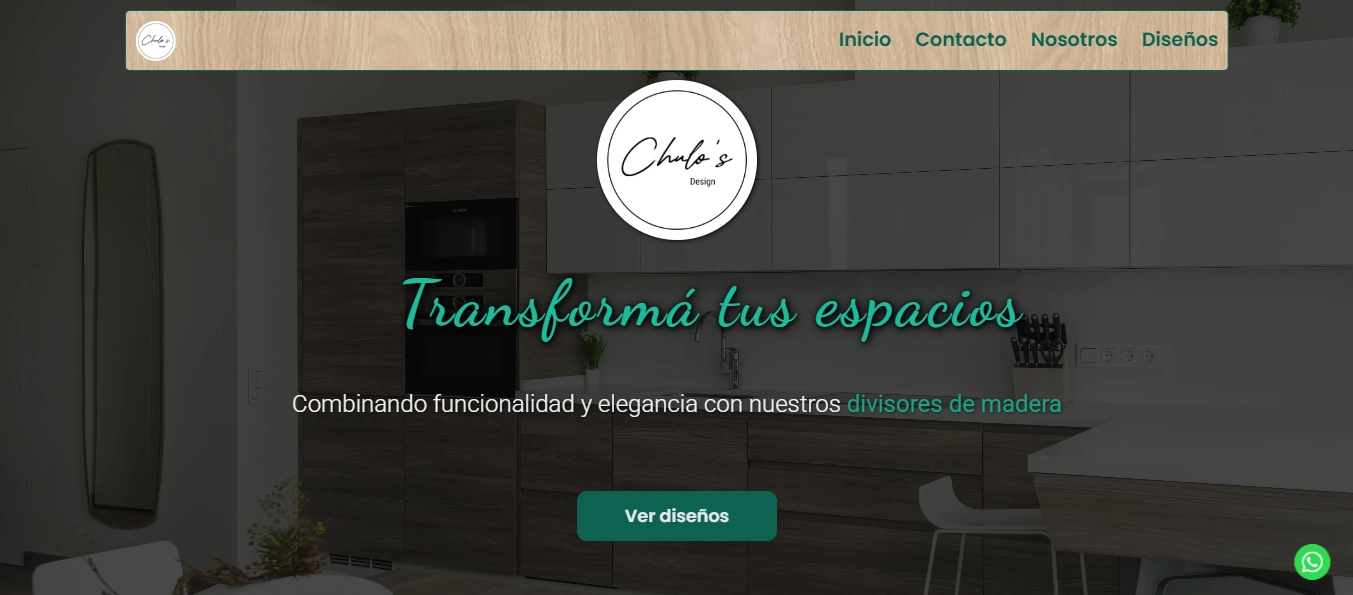 Chulo's
Inicio Contacto Nosotros Diseños
Chulo's
Design
Transformá tus espacios
Combinando funcionalidad y elegancia con nuestros divisores de madera
Ver diseños